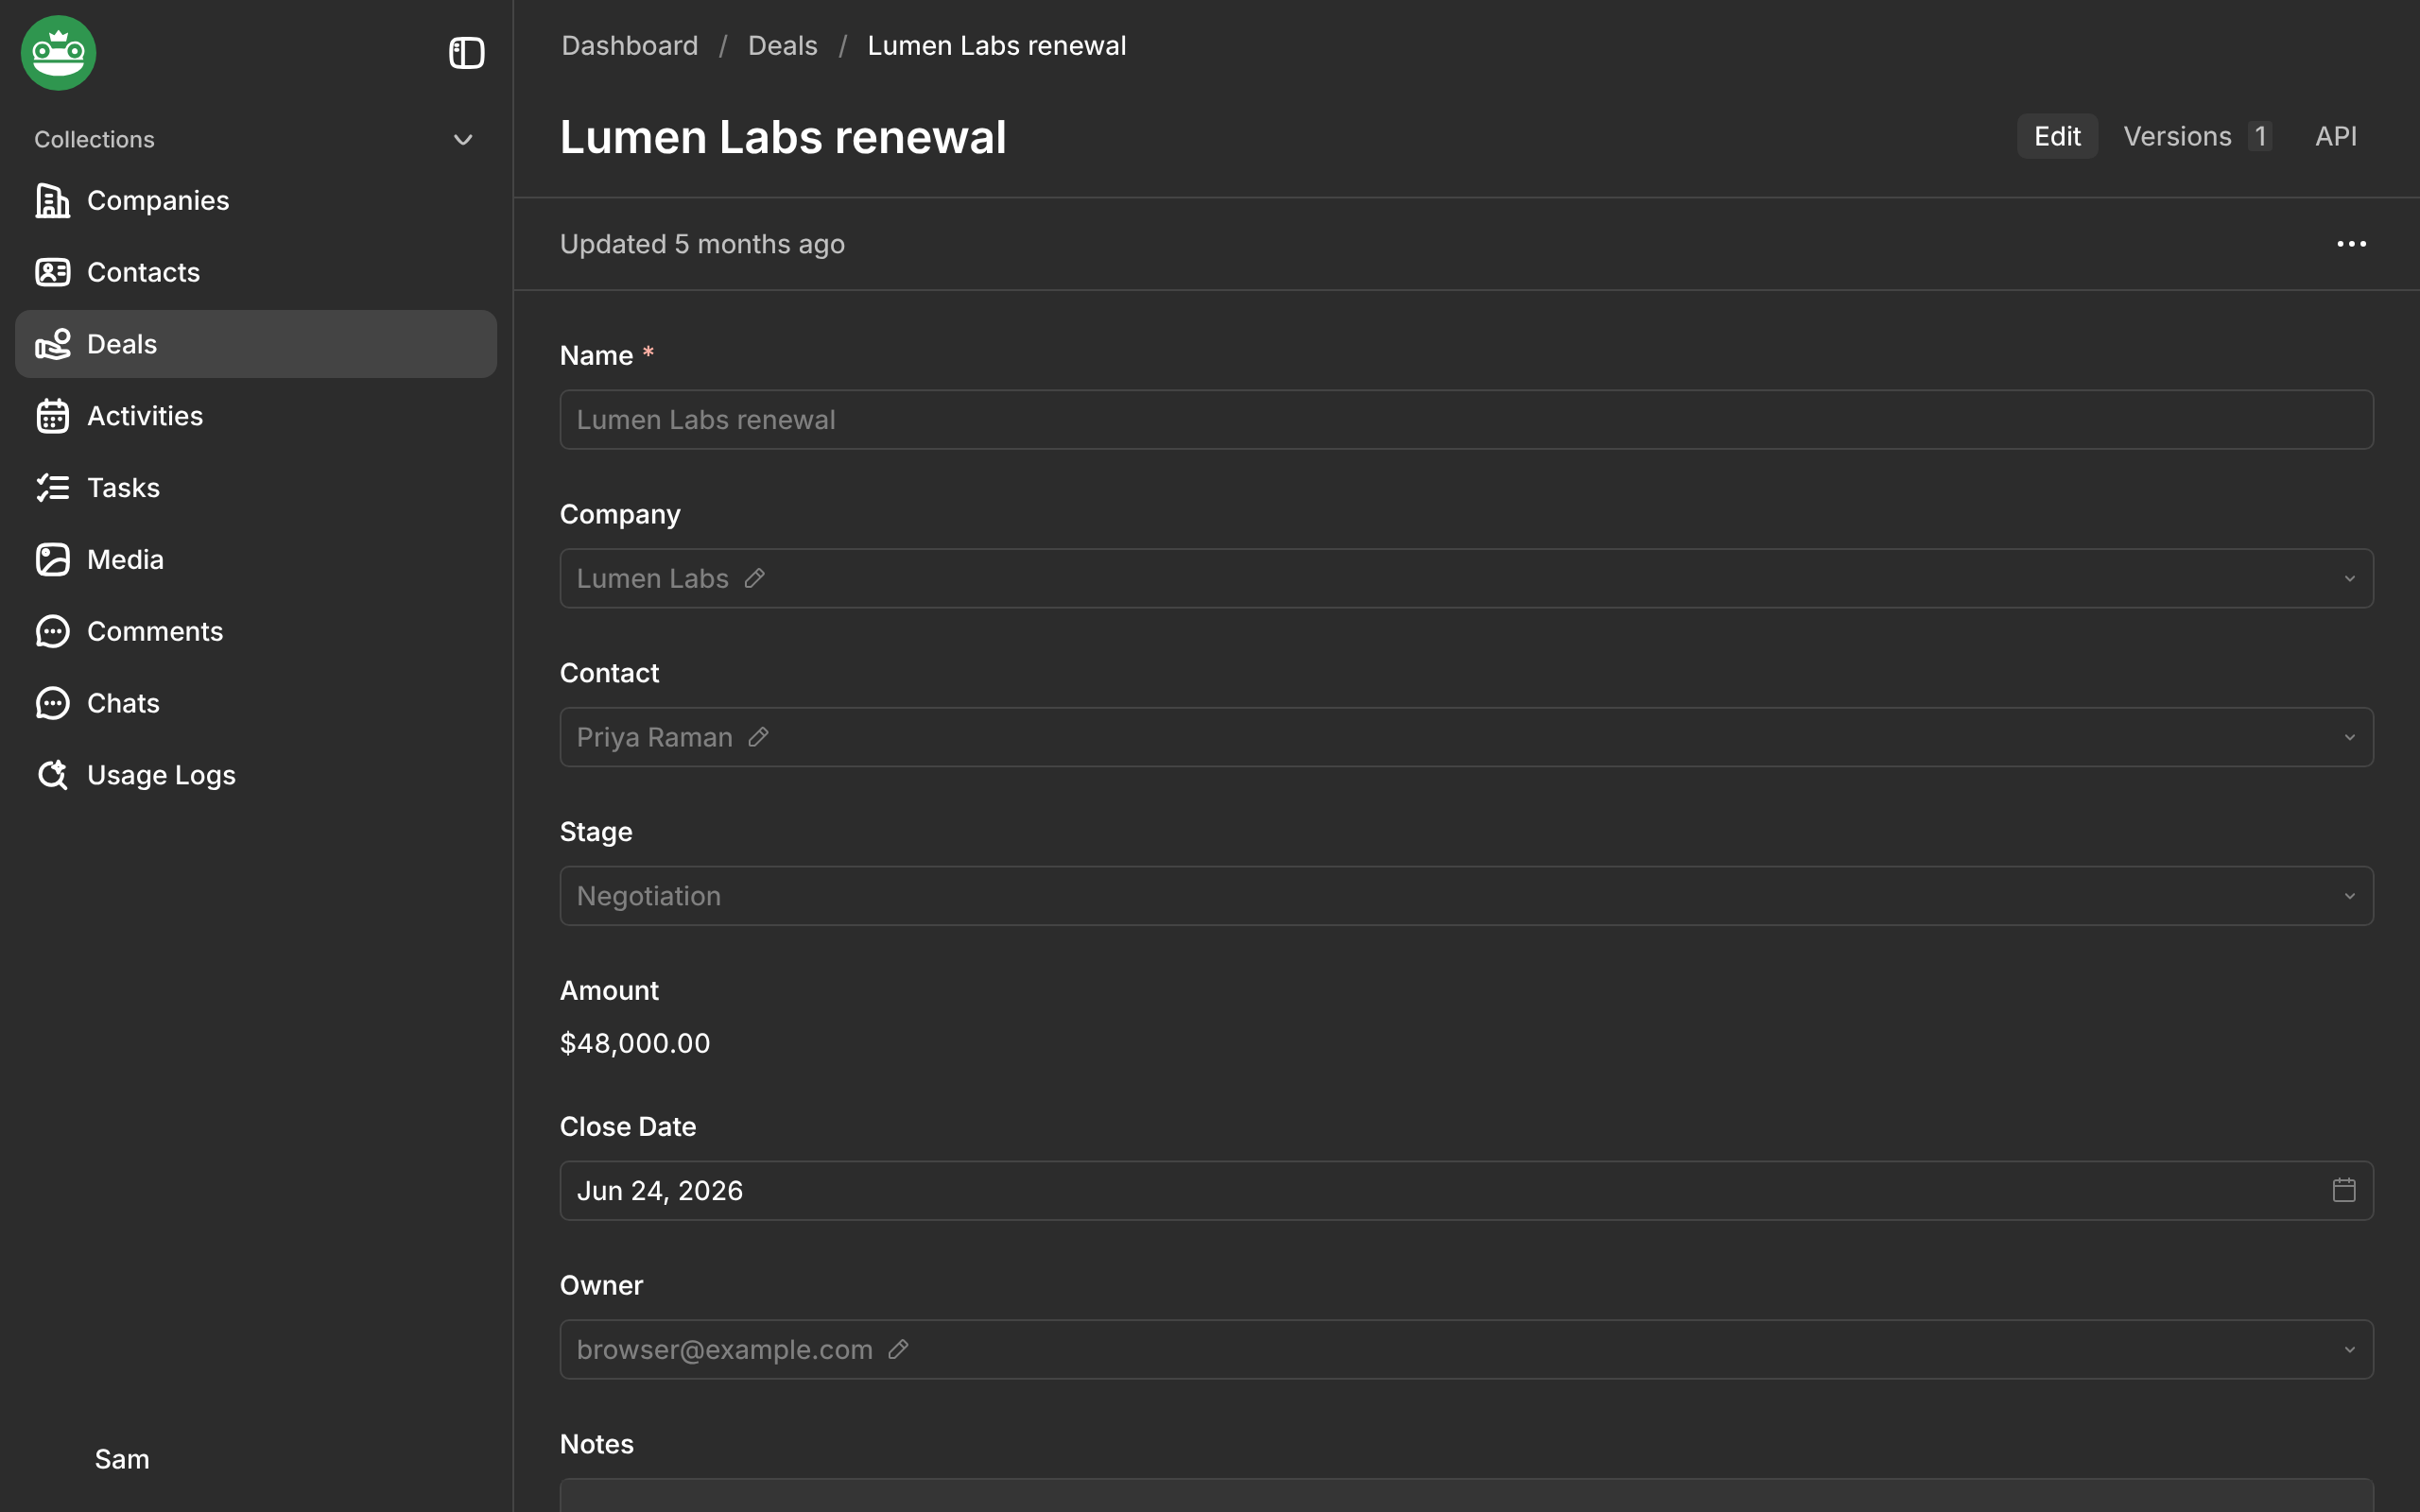 Collections
Companies
Contacts
Deals
Activities
Tasks
Media
Comments
Chats
Usage Logs
Sam
Dashboard / Deals / Lumen Labs renewal
Lumen Labs renewal
Edit
Versions 1
API
Updated 5 months ago
Name *
Lumen Labs renewal
Company
Lumen Labs
Contact
Priya Raman
Stage
Negotiation
Amount
$48,000.00
Close Date
Jun 24, 2026
Owner
browser@example.com
Notes